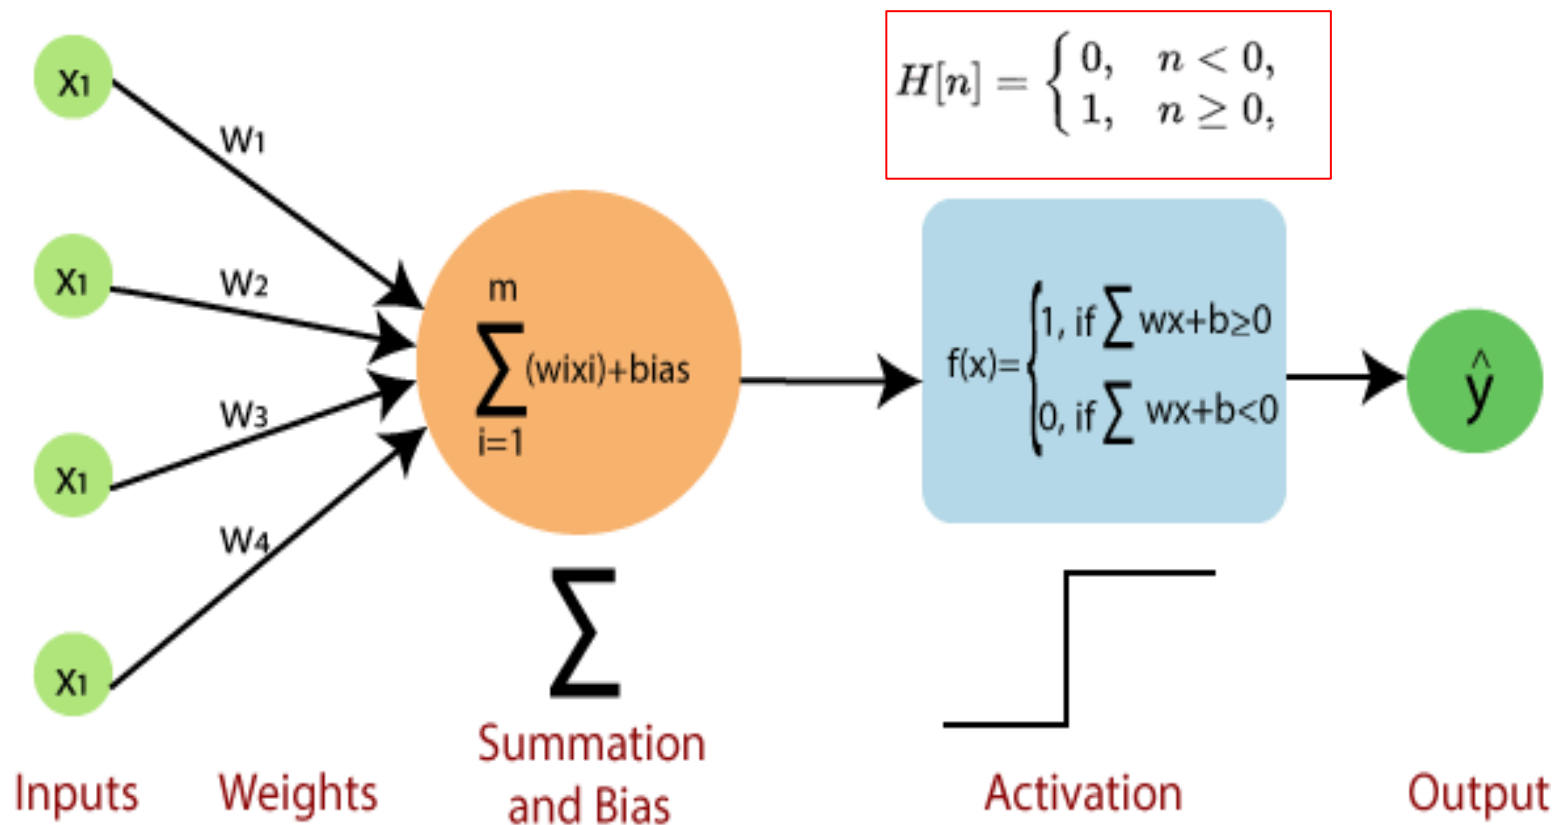 X1
W1
X1
W2
X1
W3
X1
W4
m
∑(wixi)+bias
i=1
∑
H[n] = { 0, n < 0,
1, n ≥ 0,
f(x)= { 1, if ∑ wx+b≥0
0, if ∑ wx+b<0
ŷ
Inputs
Weights
Summation
and Bias
Activation
Output